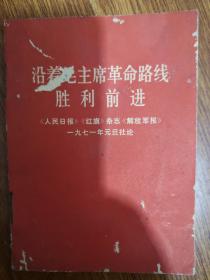 沿着毛主席革命路线
胜利前进
《人民日报》《红旗》杂志《解放军报》
一九七一年元旦社论